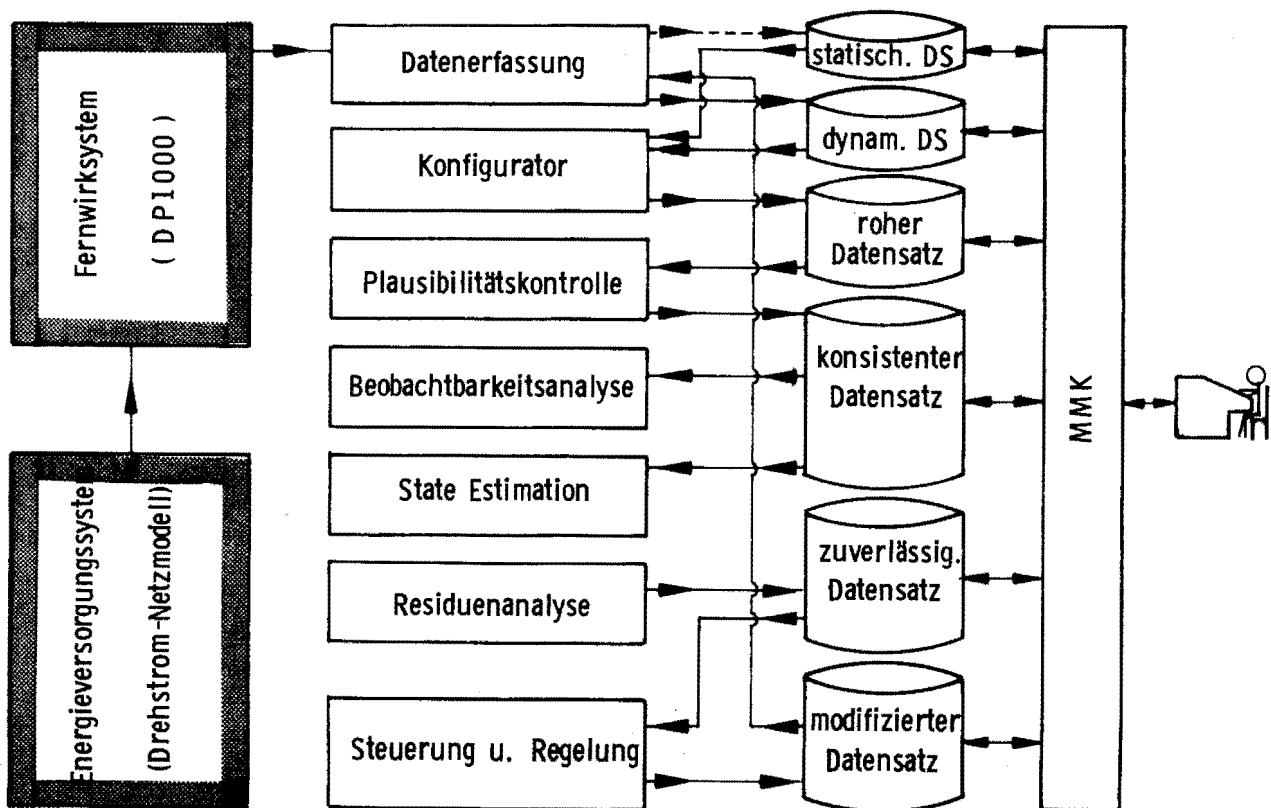 Fernwirksystem
( DP1000 )
Energieversorgungssystem
(Drehstrom-Netzmodell)
Datenerfassung
Konfigurator
Plausibilitätskontrolle
Beobachtbarkeitsanalyse
State Estimation
Residuenanalyse
Steuerung u. Regelung
statisch. DS
dynam. DS
roher
Datensatz
konsistenter
Datensatz
zuverlässig.
Datensatz
modifizierter
Datensatz
MMK